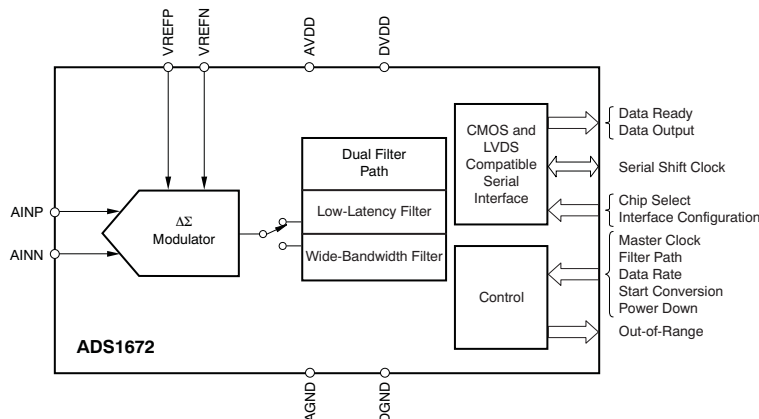 VREFP
VREFN
AVDD
DVDD
AINP
AINN
ΔΣ
Modulator
Dual Filter
Path
Low-Latency Filter
Wide-Bandwidth Filter
CMOS and
LVDS
Compatible
Serial
Interface
Control
Data Ready
Data Output
Serial Shift Clock
Chip Select
Interface Configuration
Master Clock
Filter Path
Data Rate
Start Conversion
Power Down
Out-of-Range
ADS1672
AGND
DGND